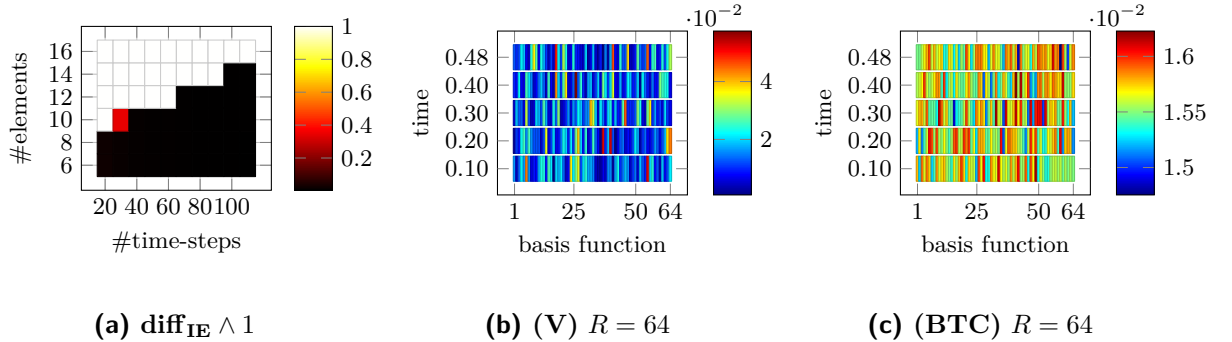 1
0.8
0.6
0.4
0.2
16
14
12
10
8
6
#elements
20 40 60 80 100
#time-steps
(a) diff_IE ∧ 1
·10⁻²
4
2
0.48
0.40
0.30
0.20
0.10
time
1 25 50 64
basis function
(b) (V) R = 64
·10⁻²
1.6
1.55
1.5
0.48
0.40
0.30
0.20
0.10
time
1 25 50 64
basis function
(c) (BTC) R = 64